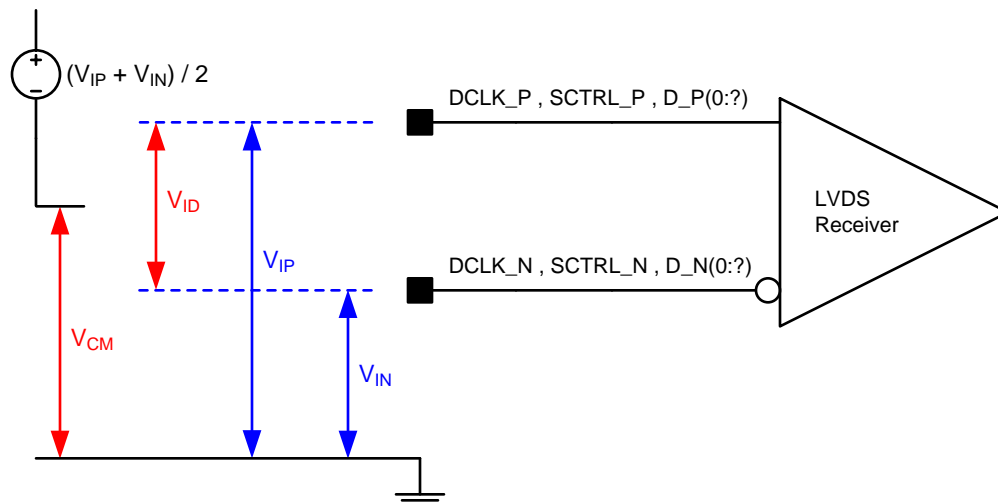 (VIP + VIN) / 2
DCLK_P , SCTRL_P , D_P(0:?)
VID
LVDS
Receiver
VIP
DCLK_N , SCTRL_N , D_N(0:?)
VCM
VIN